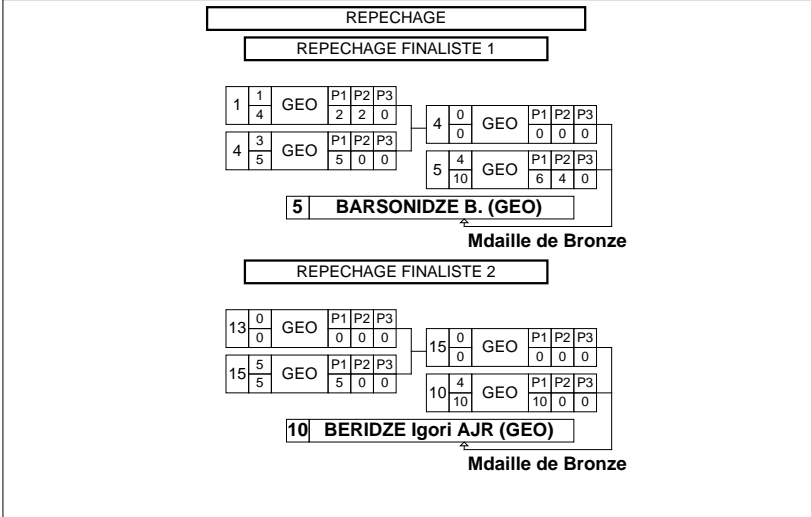 REPECHAGE
REPECHAGE FINALISTE 1
1 1 4 GEO P1 P2 P3 2 2 0
4 3 5 GEO P1 P2 P3 5 0 0
4 0 0 GEO P1 P2 P3 0 0 0
5 4 10 GEO P1 P2 P3 6 4 0
5 BARSONIDZE B. (GEO)
Mdaille de Bronze
REPECHAGE FINALISTE 2
13 0 0 GEO P1 P2 P3 0 0 0
15 5 5 GEO P1 P2 P3 5 0 0
15 0 0 GEO P1 P2 P3 0 0 0
10 4 10 GEO P1 P2 P3 10 0 0
10 BERIDZE Igori AJR (GEO)
Mdaille de Bronze